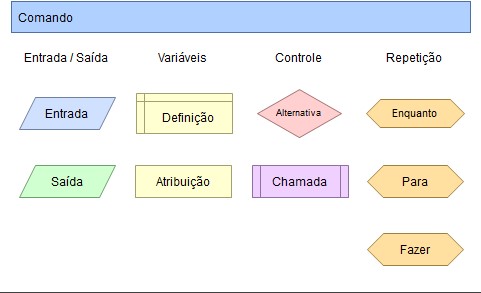 Comando
Entrada / Saída
Variáveis
Controle
Repetição
Entrada
Definição
Alternativa
Enquanto
Saída
Atribuição
Chamada
Para
Fazer